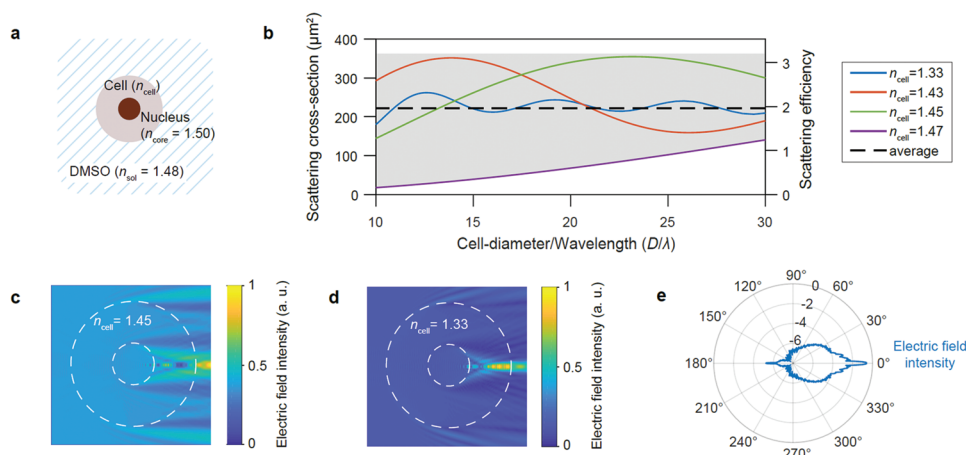 a
Cell (ncell)
Nucleus
(ncore = 1.50)
DMSO (nsol = 1.48)
b
Scattering cross-section (µm²)
400
300
200
100
0
10
15
20
25
30
Cell-diameter/Wavelength (D/λ)
3
2
1
0
Scattering efficiency
ncell=1.33
ncell=1.43
ncell=1.45
ncell=1.47
average
c
ncell= 1.45
1
0.5
0
Electric field intensity (a. u.)
d
ncell= 1.33
1
0.5
0
Electric field intensity (a. u.)
e
90°
120°
0
60°
-2
150°
-4
30°
-6
Electric field
intensity
180°
0°
210°
330°
240°
300°
270°